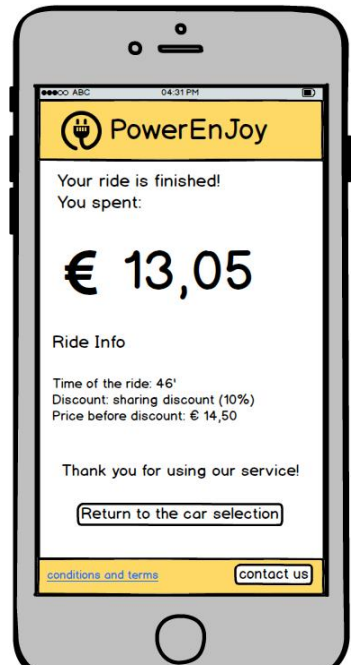 ABC 04:31 PM
PowerEnJoy
Your ride is finished!
You spent:
€ 13,05
Ride Info
Time of the ride: 46'
Discount: sharing discount (10%)
Price before discount: € 14,50
Thank you for using our service!
Return to the car selection
conditions and terms contact us